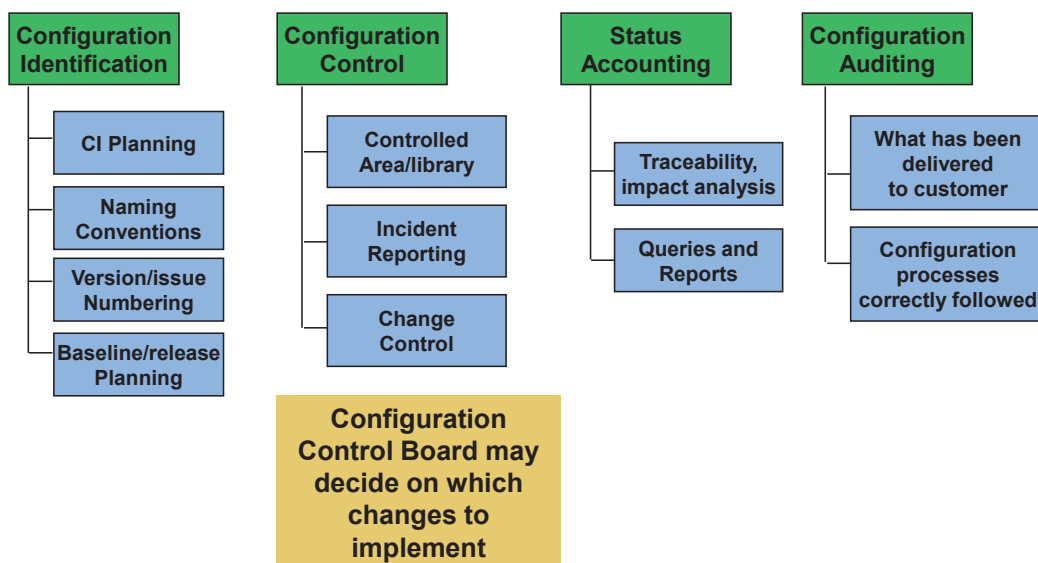 Configuration
Identification
CI Planning
Naming
Conventions
Version/issue
Numbering
Baseline/release
Planning
Configuration
Control
Controlled
Area/library
Incident
Reporting
Change
Control
Configuration
Control Board may
decide on which
changes to
implement
Status
Accounting
Traceability,
impact analysis
Queries and
Reports
Configuration
Auditing
What has been
delivered
to customer
Configuration
processes
correctly followed